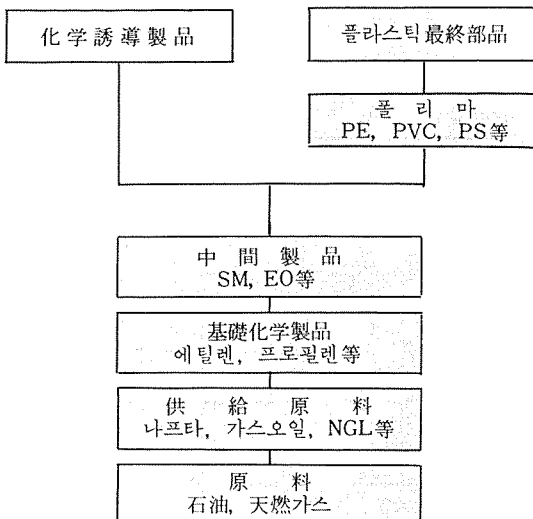 化學誘導製品
플라스틱最終部品
폴리마
PE, PVC, PS等
中間製品
SM, EO等
基礎化学製品
에틸렌, 프로필렌等
供給原料
나프타, 가스오일, NGL等
原料
石油, 天燃가스